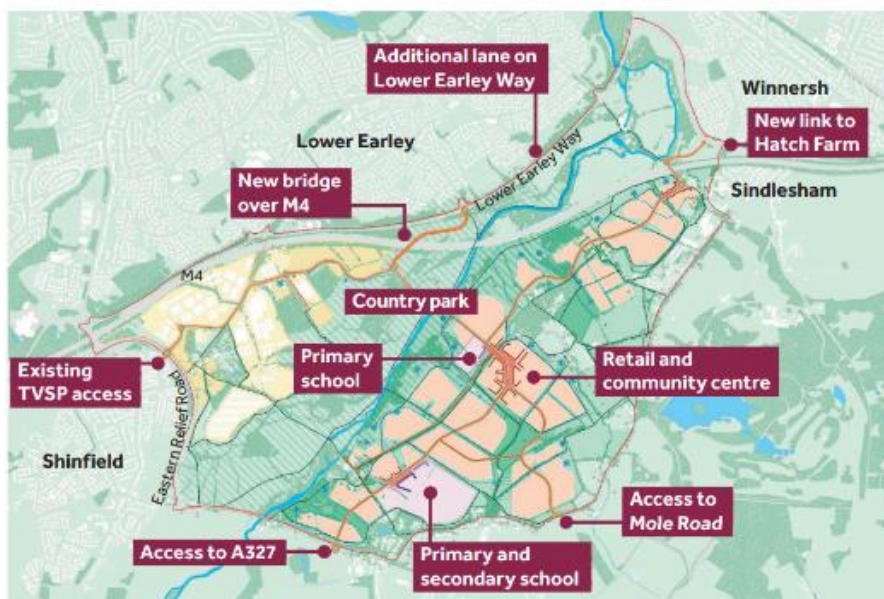 Additional lane on
Lower Earley Way
Winnersh
New link to
Hatch Farm
Lower Earley
Lower Earley Way
Sindlesham
New bridge
over M4
M4
Country park
Primary
school
Retail and
community centre
Existing
TVSP access
Eastern Relief Road
Shinfield
Access to
Mole Road
Access to A327
Primary and
secondary school